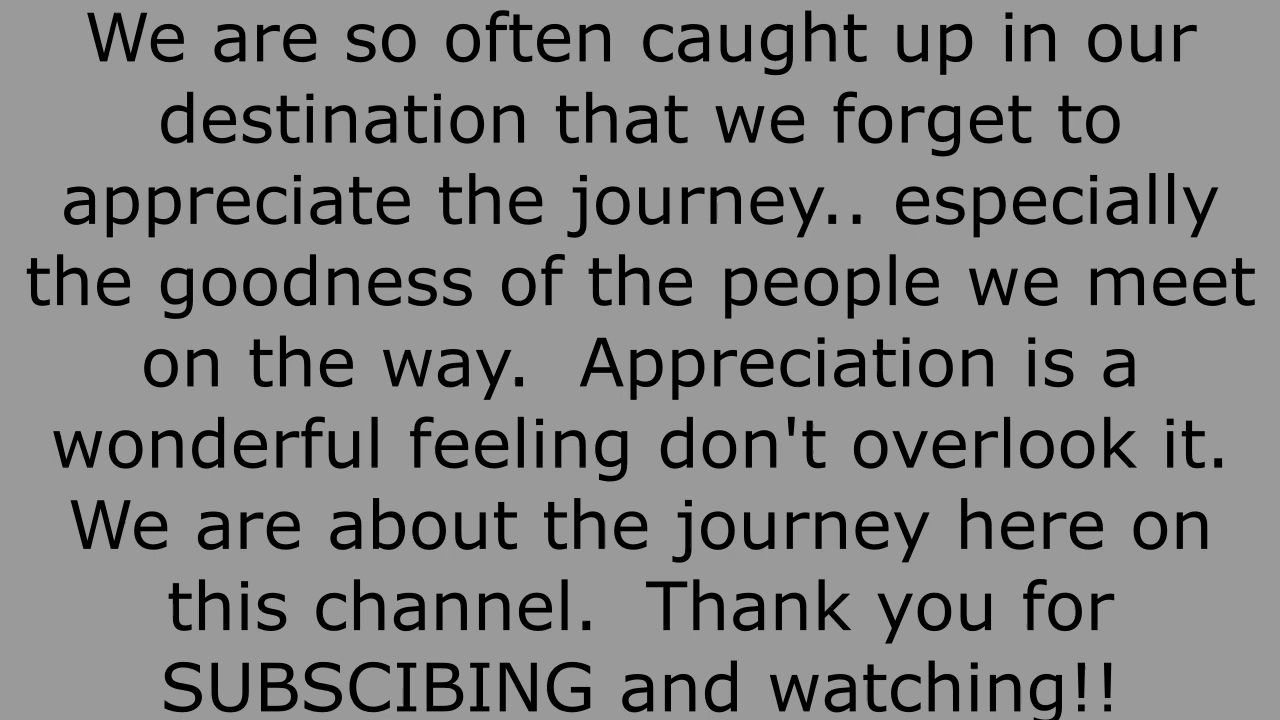 We are so often caught up in our
destination that we forget to
appreciate the journey.. especially
the goodness of the people we meet
on the way.  Appreciation is a
wonderful feeling don't overlook it.
We are about the journey here on
this channel.  Thank you for
SUBSCIBING and watching!!